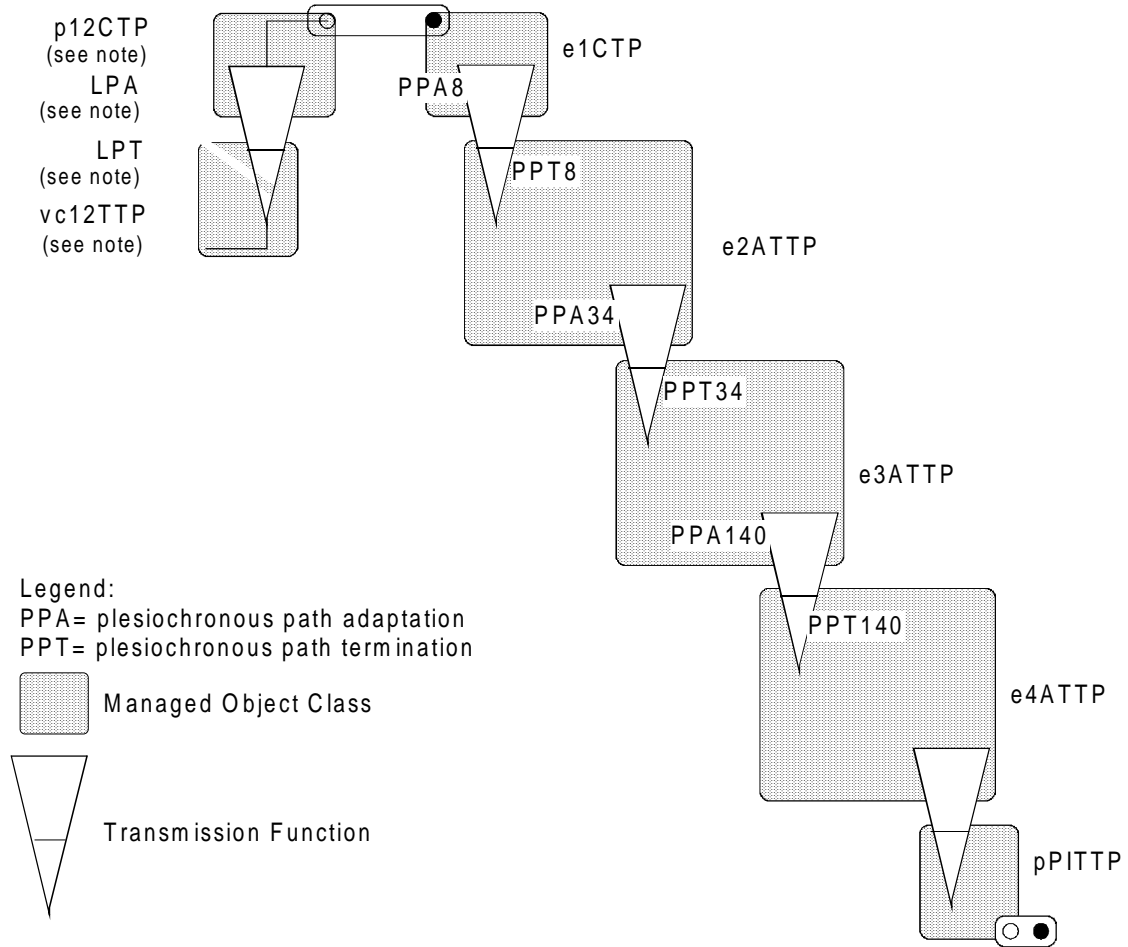 p12CTP
(see note)
LPA
(see note)
LPT
(see note)
vc12TTP
(see note)
e1CTP
PPA8
PPT8
e2ATTP
PPA34
PPT34
e3ATTP
PPA140
PPT140
e4ATTP
pPITTP
Legend:
PPA= plesiochronous path adaptation
PPT= plesiochronous path termination
Managed Object Class
Transmission Function